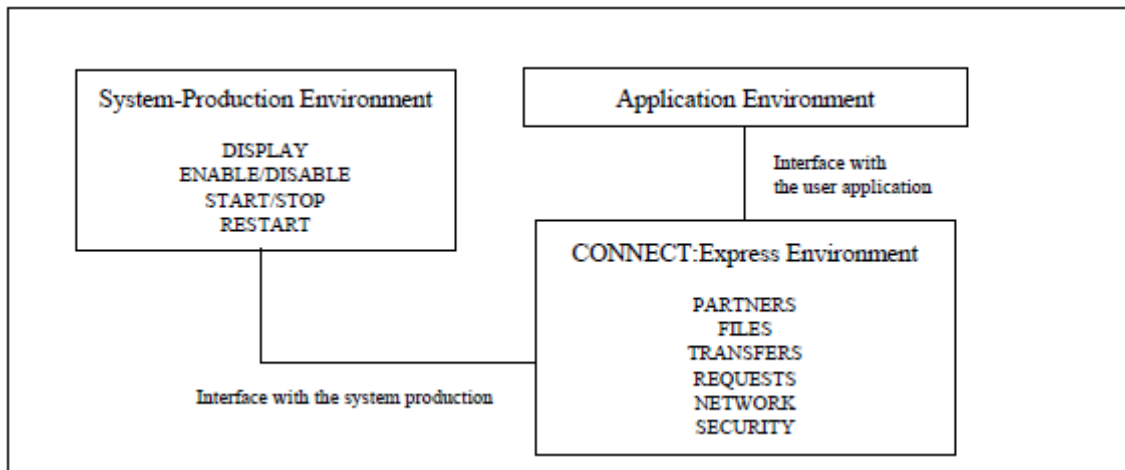 System-Production Environment
DISPLAY
ENABLE/DISABLE
START/STOP
RESTART
Application Environment
Interface with
the user application
CONNECT:Express Environment
PARTNERS
FILES
TRANSFERS
REQUESTS
NETWORK
SECURITY
Interface with the system production